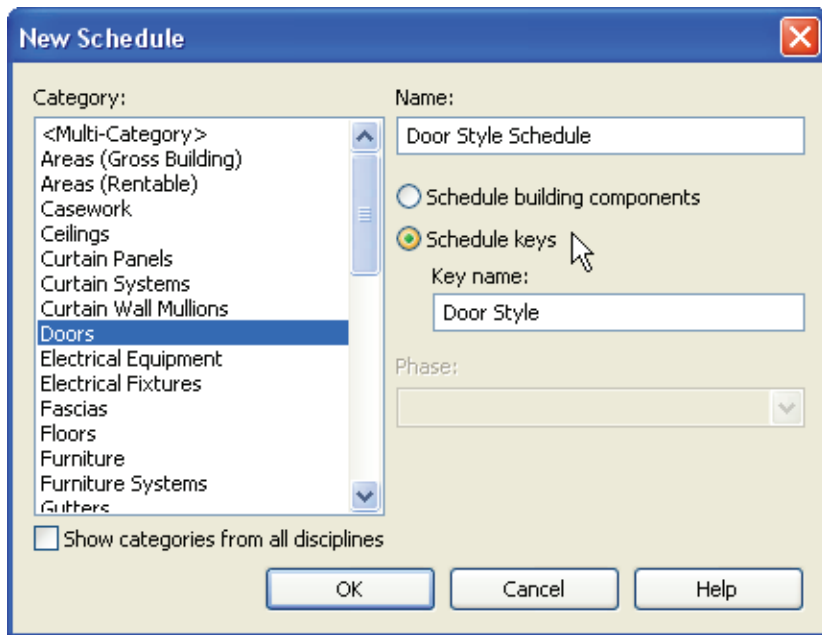 New Schedule
Category:
<Multi-Category>
Areas (Gross Building)
Areas (Rentable)
Casework
Ceilings
Curtain Panels
Curtain Systems
Curtain Wall Mullions
Doors
Electrical Equipment
Electrical Fixtures
Fascias
Floors
Furniture
Furniture Systems
Gutters
Show categories from all disciplines
Name:
Door Style Schedule
Schedule building components
Schedule keys
Key name:
Door Style
Phase:
OK
Cancel
Help